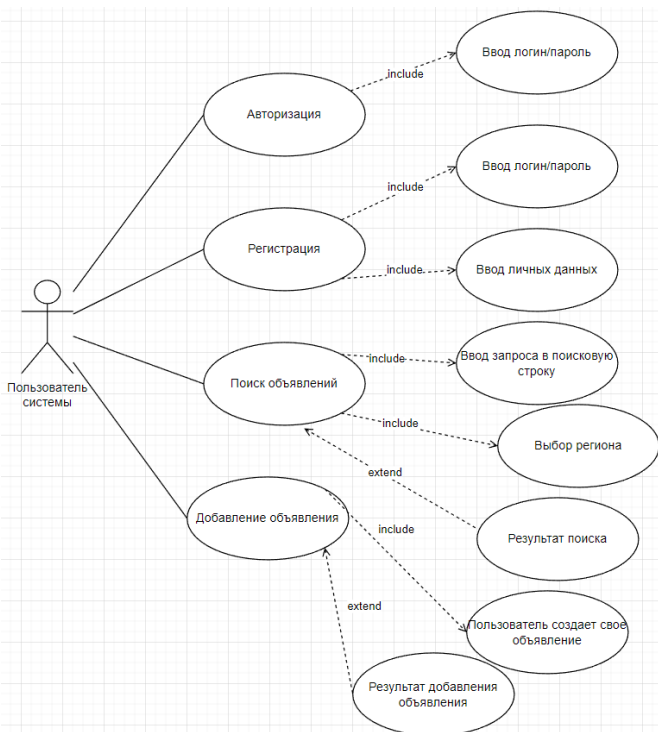 Ввод логин/пароль
include
Авторизация
Ввод логин/пароль
include
Регистрация
include
Ввод личных данных
Пользователь
системы
include
Ввод запроса в поисковую
строку
Поиск объявлений
include
Выбор региона
extend
Добавление объявления
include
Результат поиска
extend
Пользователь создает свое
объявление
Результат добавления
объявления